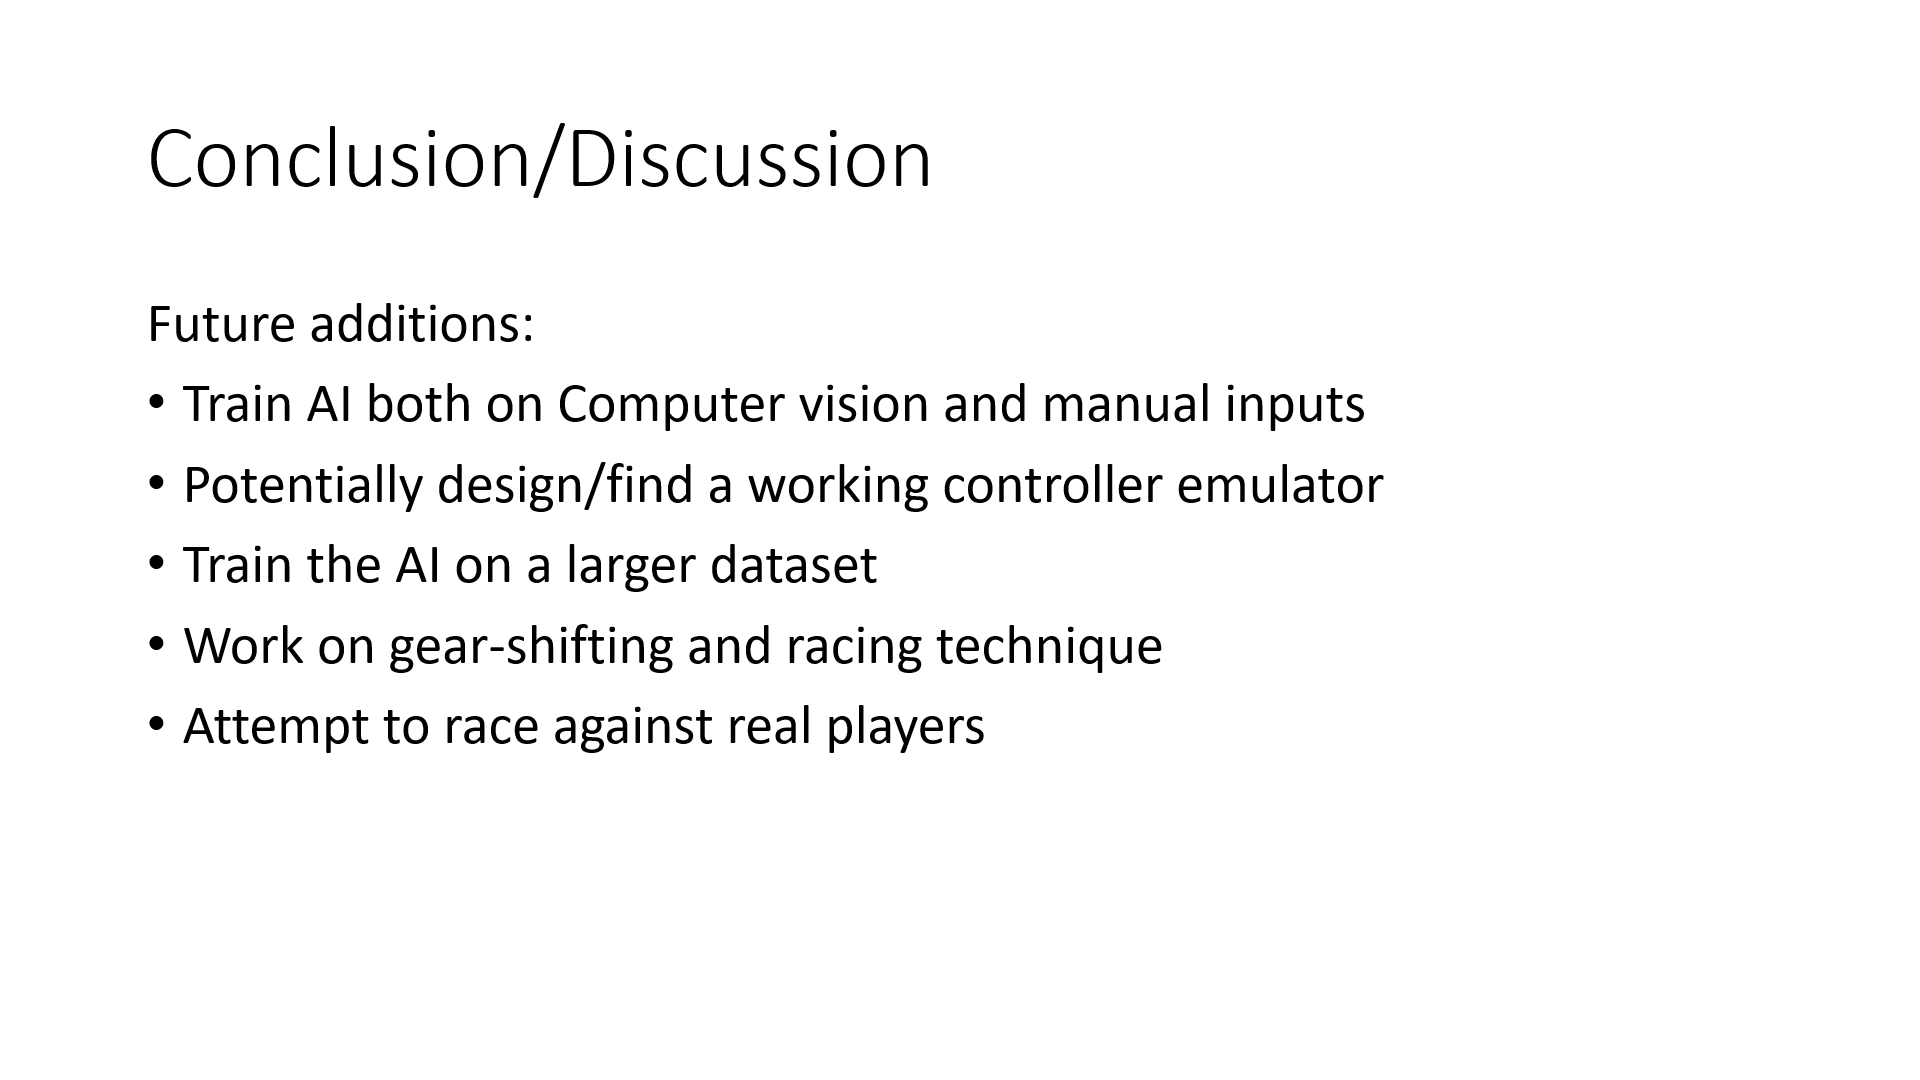 Conclusion/Discussion
Future additions:
• Train AI both on Computer vision and manual inputs
• Potentially design/find a working controller emulator
• Train the AI on a larger dataset
• Work on gear-shifting and racing technique
• Attempt to race against real players